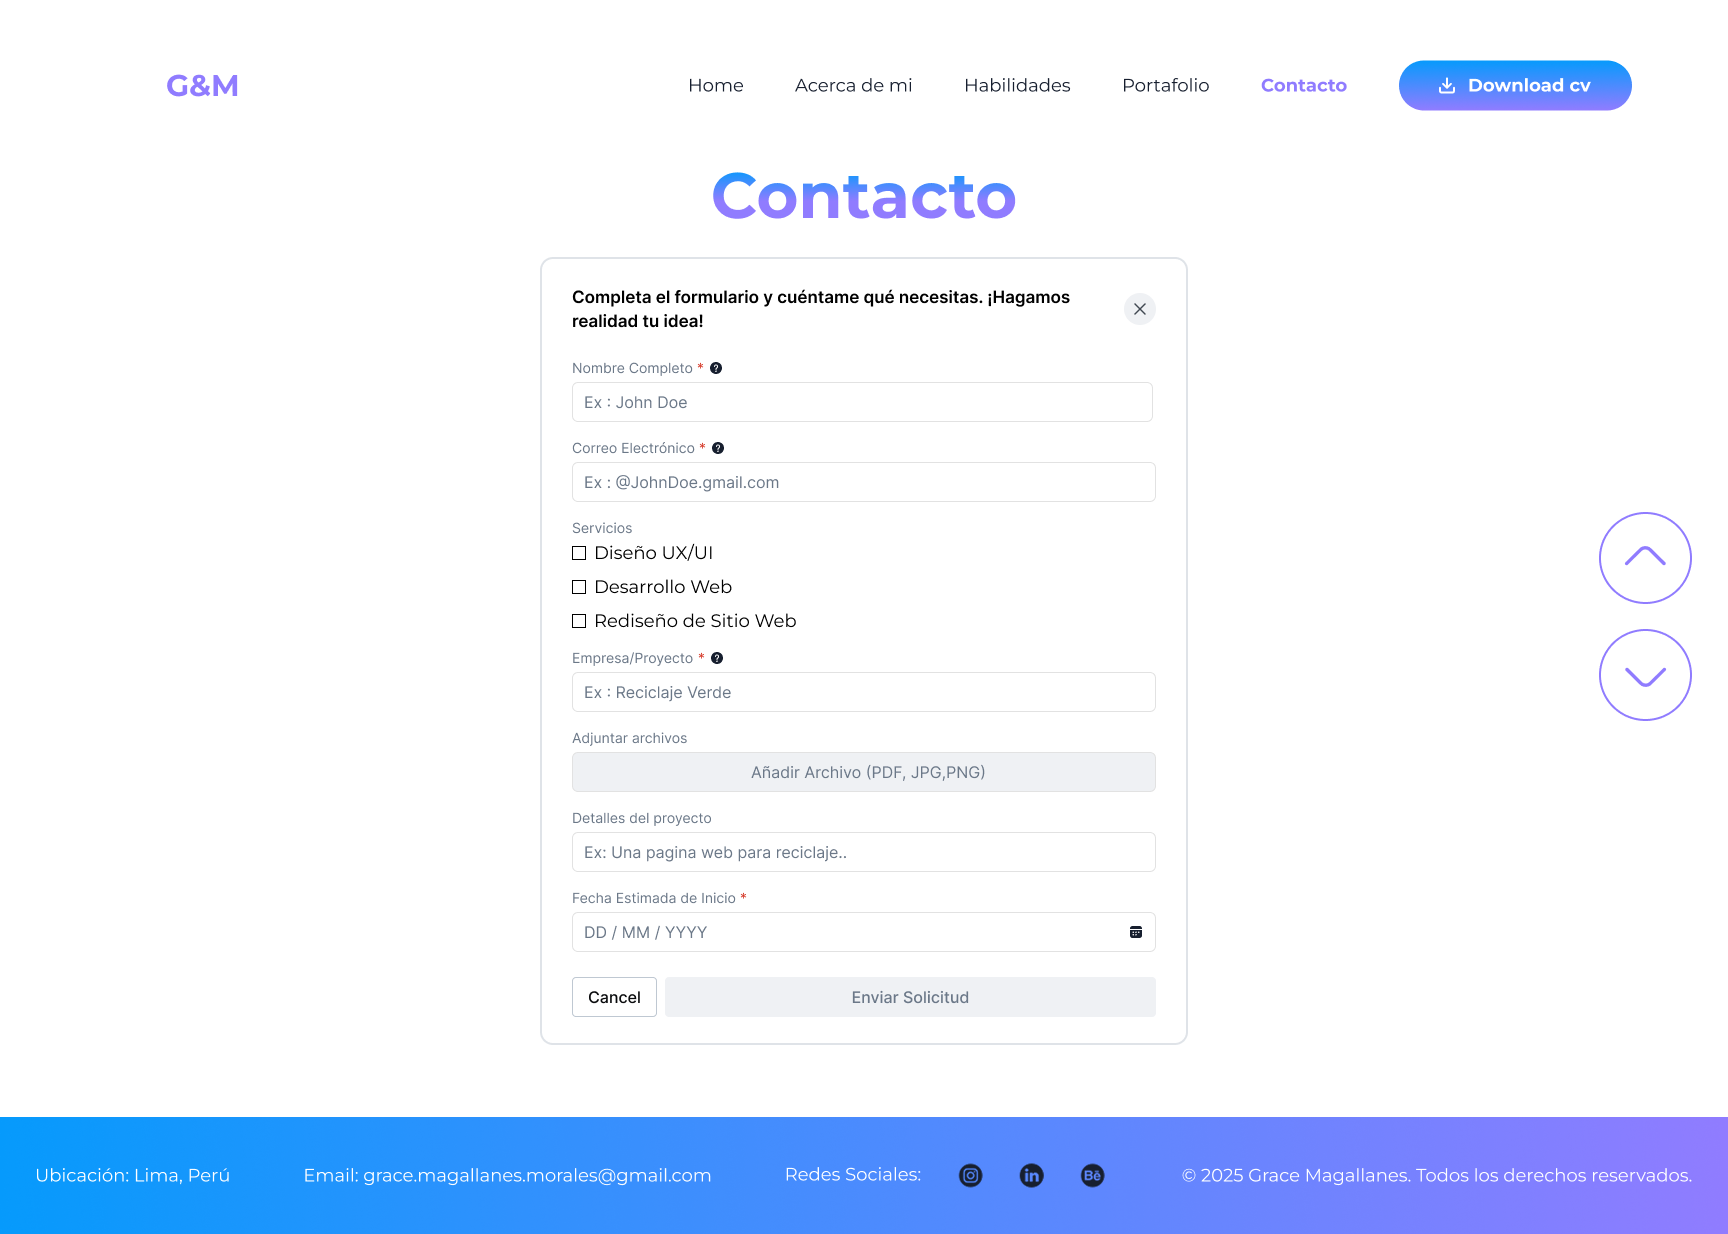 G&M
Home
Acerca de mi
Habilidades
Portafolio
Contacto
Download cv
Contacto
Completa el formulario y cuéntame qué necesitas. ¡Hagamos
realidad tu idea!
Nombre Completo * ?
Ex : John Doe
Correo Electrónico * ?
Ex : @JohnDoe.gmail.com
Servicios
Diseño UX/UI
Desarrollo Web
Rediseño de Sitio Web
Empresa/Proyecto * ?
Ex : Reciclaje Verde
Adjuntar archivos
Añadir Archivo (PDF, JPG,PNG)
Detalles del proyecto
Ex: Una pagina web para reciclaje..
Fecha Estimada de Inicio *
DD / MM / YYYY
Cancel
Enviar Solicitud
Ubicación: Lima, Perú
Email: grace.magallanes.morales@gmail.com
Redes Sociales:
in
Bē
© 2025 Grace Magallanes. Todos los derechos reservados.